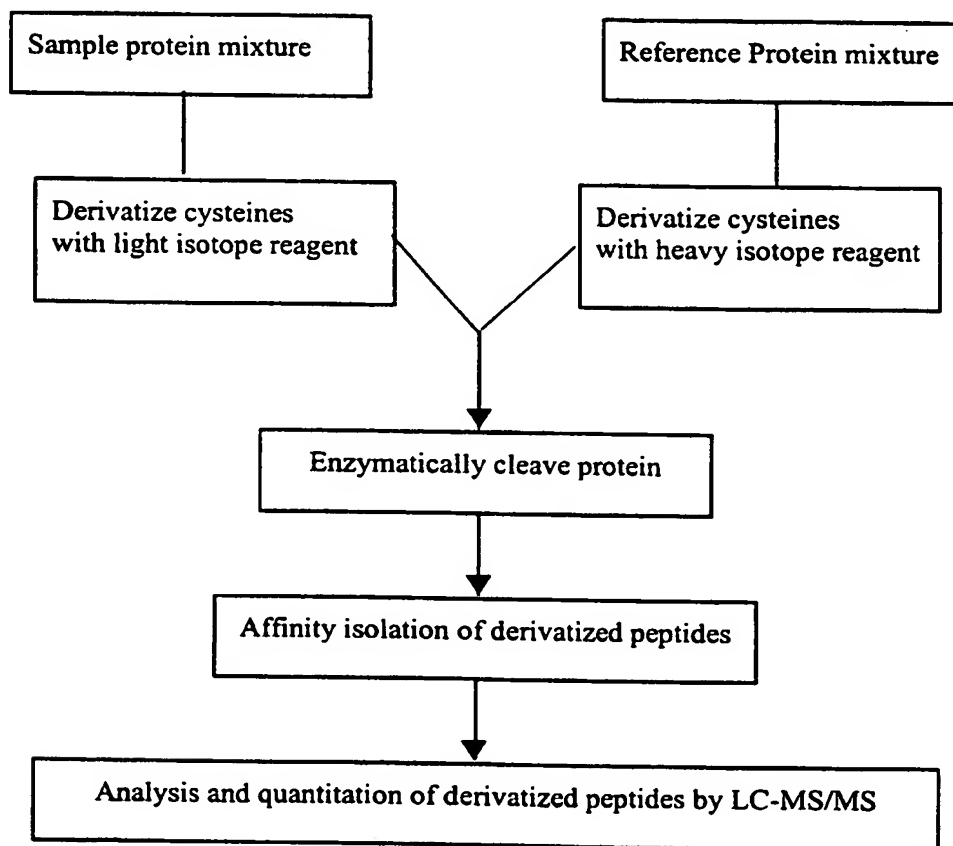 Sample protein mixture
Reference Protein mixture
Derivatize cysteines
with light isotope reagent
Derivatize cysteines
with heavy isotope reagent
Enzymatically cleave protein
Affinity isolation of derivatized peptides
Analysis and quantitation of derivatized peptides by LC-MS/MS